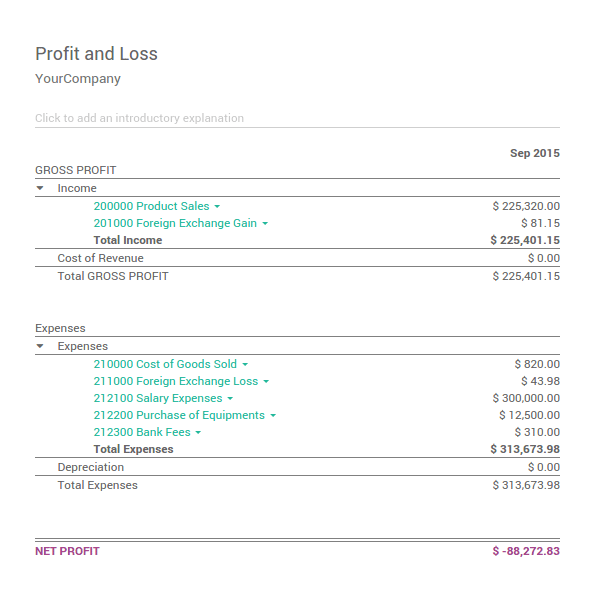 Profit and Loss
YourCompany
Click to add an introductory explanation
Sep 2015
GROSS PROFIT
Income
200000 Product Sales $ 225,320.00
201000 Foreign Exchange Gain $ 81.15
Total Income $ 225,401.15
Cost of Revenue $ 0.00
Total GROSS PROFIT $ 225,401.15
Expenses
Expenses
210000 Cost of Goods Sold $ 820.00
211000 Foreign Exchange Loss $ 43.98
212100 Salary Expenses $ 300,000.00
212200 Purchase of Equipments $ 12,500.00
212300 Bank Fees $ 310.00
Total Expenses $ 313,673.98
Depreciation $ 0.00
Total Expenses $ 313,673.98
NET PROFIT $ -88,272.83